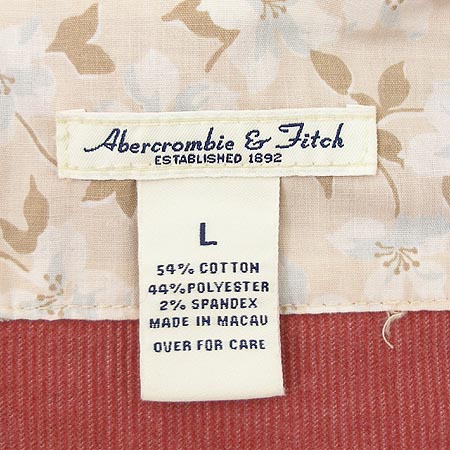 Abercrombie & Fitch
ESTABLISHED 1892
L
54% COTTON
44% POLYESTER
2% SPANDEX
MADE IN MACAU
OVER FOR CARE